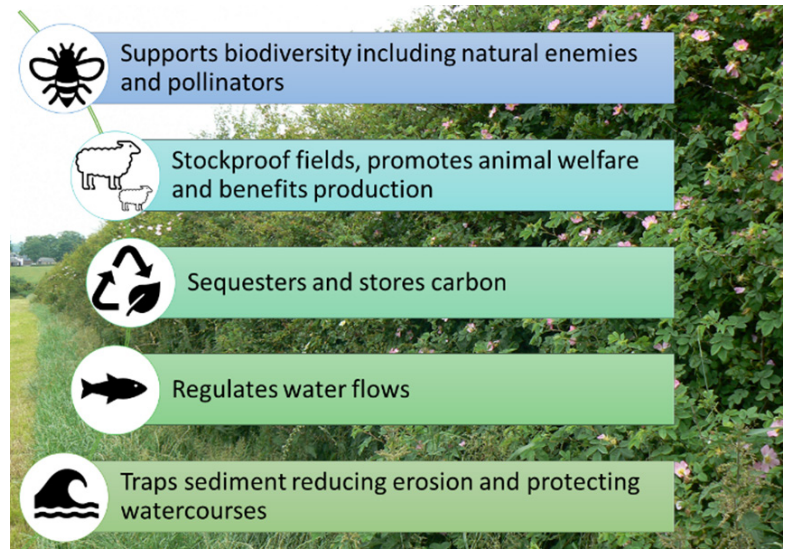 Supports biodiversity including natural enemies
and pollinators
Stockproof fields, promotes animal welfare
and benefits production
Sequesters and stores carbon
Regulates water flows
Traps sediment reducing erosion and protecting
watercourses